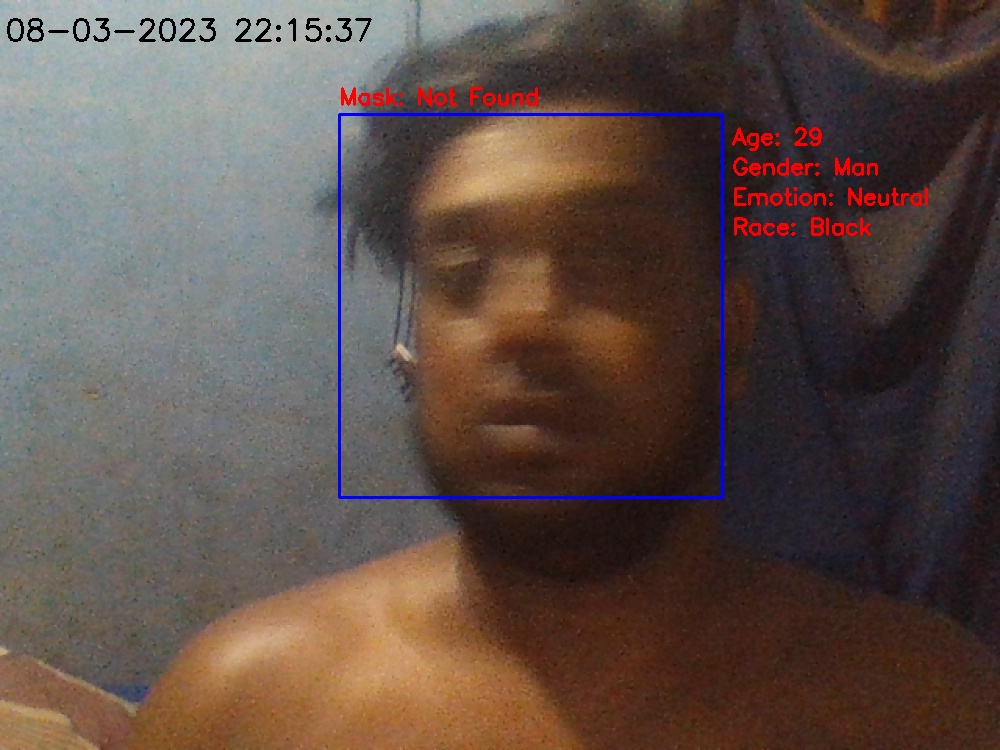 08-03-2023 22:15:37
Mask: Not Found
Age: 29
Gender: Man
Emotion: Neutral
Race: Black